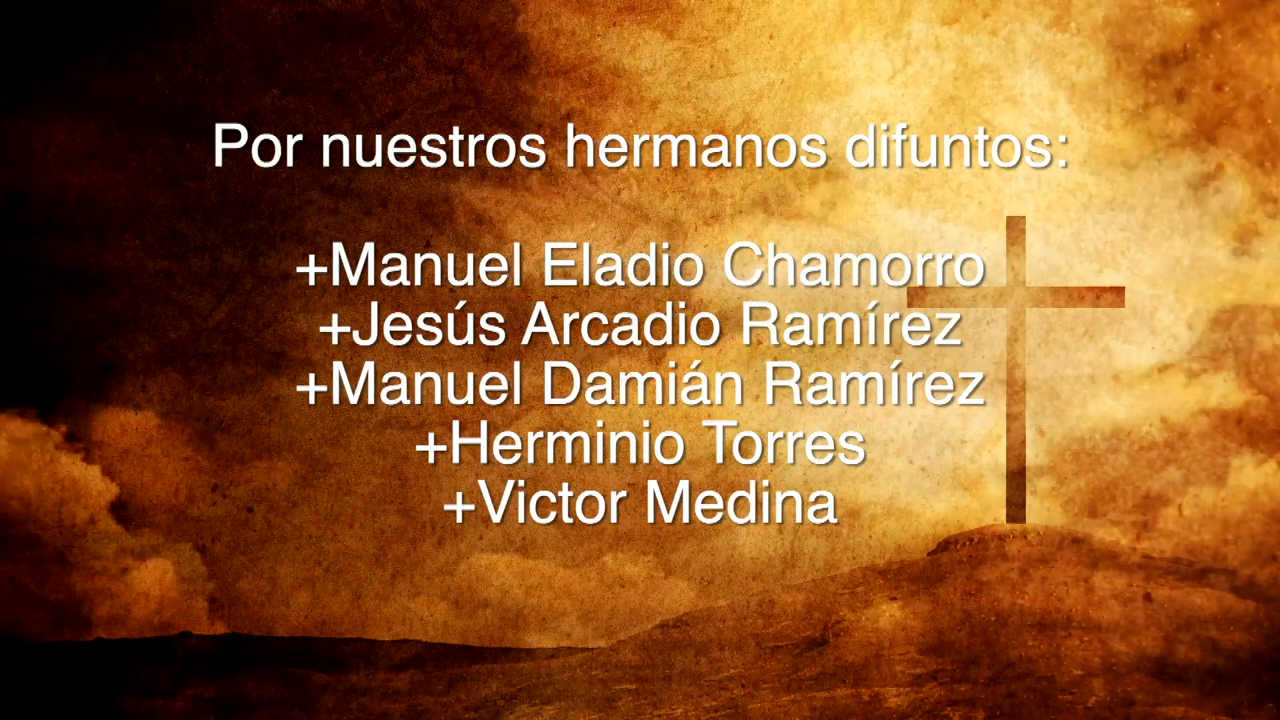 Por nuestros hermanos difuntos:
+Manuel Eladio Chamorro
+Jesús Arcadio Ramírez
+Manuel Damián Ramírez
+Herminio Torres
+Victor Medina